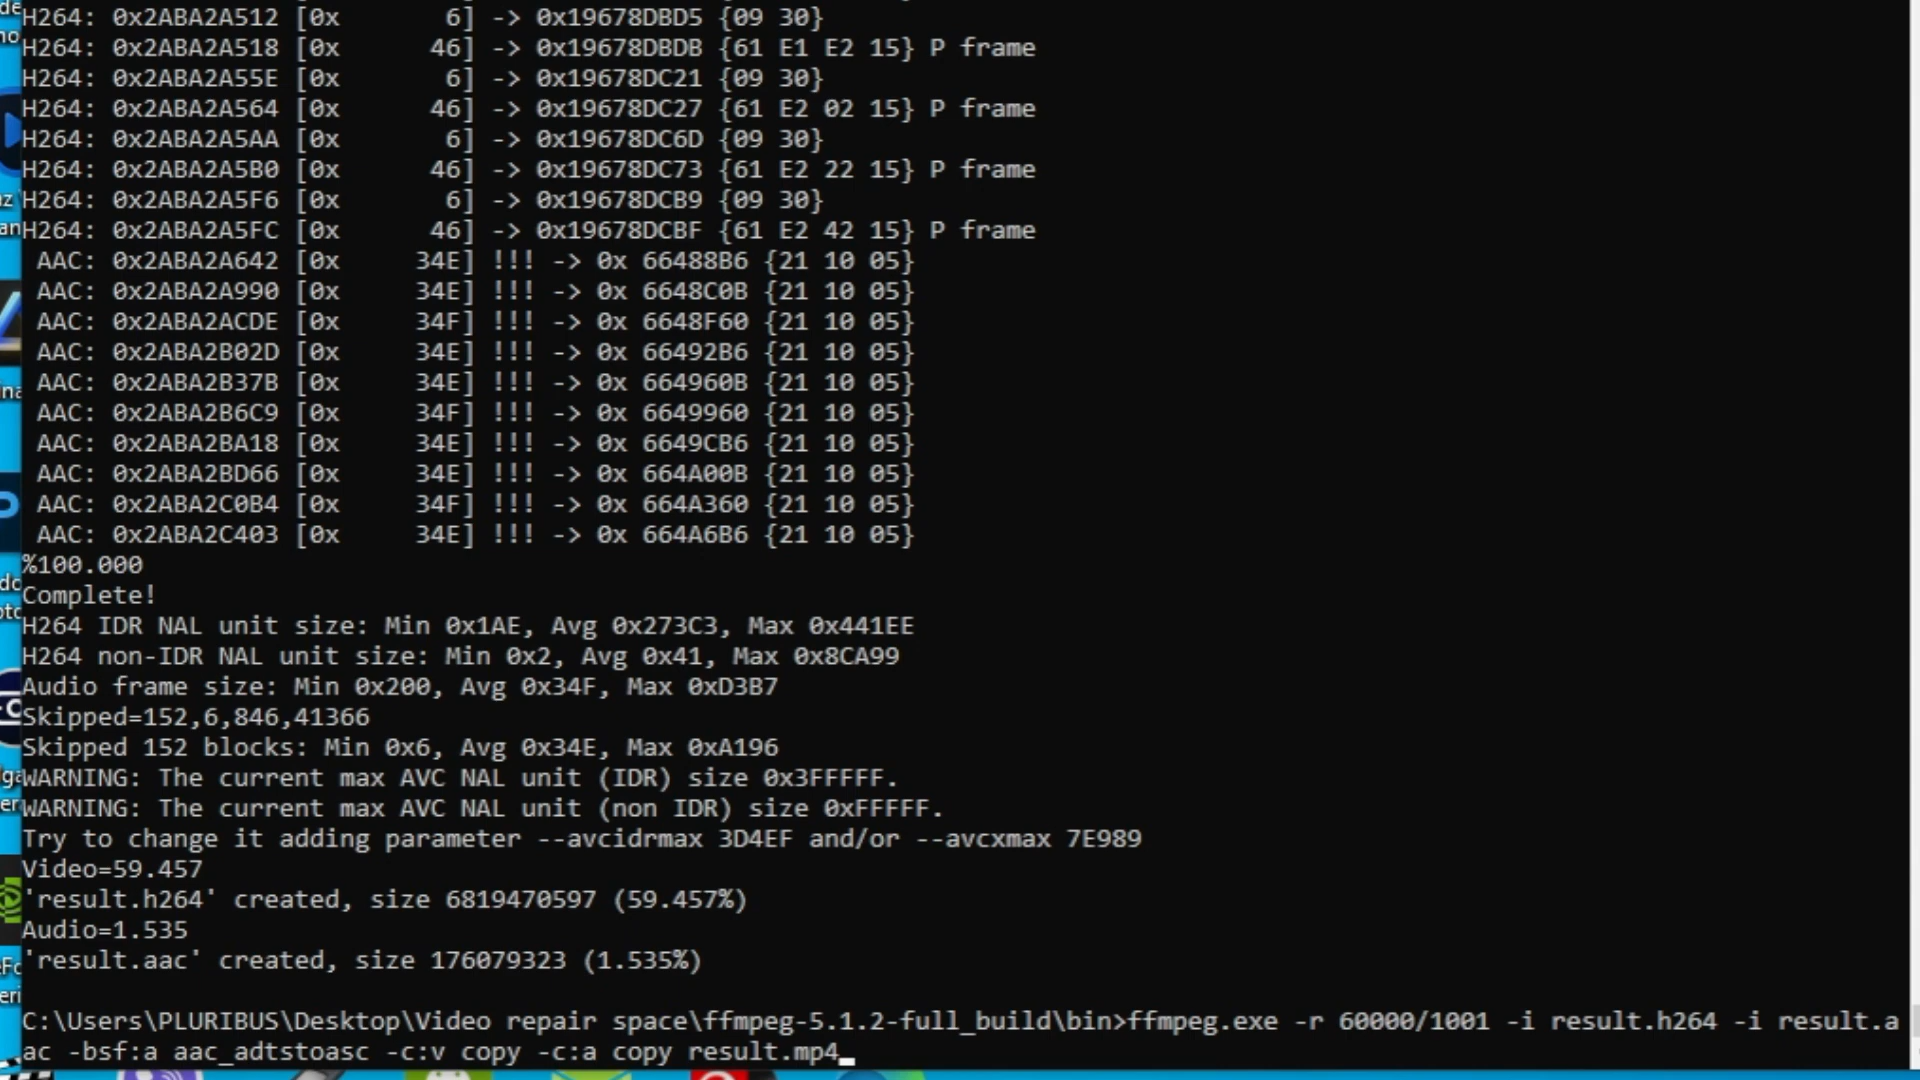 H264: 0x2ABA2A512 [0x       6] -> 0x19678DBD5 {09 30}
H264: 0x2ABA2A518 [0x      46] -> 0x19678DBDB {61 E1 E2 15} P frame
H264: 0x2ABA2A55E [0x       6] -> 0x19678DC21 {09 30}
H264: 0x2ABA2A564 [0x      46] -> 0x19678DC27 {61 E2 02 15} P frame
H264: 0x2ABA2A5AA [0x       6] -> 0x19678DC6D {09 30}
H264: 0x2ABA2A5B0 [0x      46] -> 0x19678DC73 {61 E2 22 15} P frame
H264: 0x2ABA2A5F6 [0x       6] -> 0x19678DCB9 {09 30}
H264: 0x2ABA2A5FC [0x      46] -> 0x19678DCBF {61 E2 42 15} P frame
 AAC: 0x2ABA2A642 [0x     34E] !!! -> 0x 66488B6 {21 10 05}
 AAC: 0x2ABA2A990 [0x     34E] !!! -> 0x 6648C0B {21 10 05}
 AAC: 0x2ABA2ACDE [0x     34F] !!! -> 0x 6648F60 {21 10 05}
 AAC: 0x2ABA2B02D [0x     34E] !!! -> 0x 66492B6 {21 10 05}
 AAC: 0x2ABA2B37B [0x     34E] !!! -> 0x 664960B {21 10 05}
 AAC: 0x2ABA2B6C9 [0x     34F] !!! -> 0x 6649960 {21 10 05}
 AAC: 0x2ABA2BA18 [0x     34E] !!! -> 0x 6649CB6 {21 10 05}
 AAC: 0x2ABA2BD66 [0x     34E] !!! -> 0x 664A00B {21 10 05}
 AAC: 0x2ABA2C0B4 [0x     34F] !!! -> 0x 664A360 {21 10 05}
 AAC: 0x2ABA2C403 [0x     34E] !!! -> 0x 664A6B6 {21 10 05}
%100.000
Complete!
H264 IDR NAL unit size: Min 0x1AE, Avg 0x273C3, Max 0x441EE
H264 non-IDR NAL unit size: Min 0x2, Avg 0x41, Max 0x8CA99
Audio frame size: Min 0x200, Avg 0x34F, Max 0xD3B7
Skipped=152,6,846,41366
Skipped 152 blocks: Min 0x6, Avg 0x34E, Max 0xA196
WARNING: The current max AVC NAL unit (IDR) size 0x3FFFFF.
WARNING: The current max AVC NAL unit (non IDR) size 0xFFFFF.
Try to change it adding parameter --avcidrmax 3D4EF and/or --avcxmax 7E989
Video=59.457
'result.h264' created, size 6819470597 (59.457%)
Audio=1.535
'result.aac' created, size 176079323 (1.535%)
C:\Users\PLURIBUS\Desktop\Video repair space\ffmpeg-5.1.2-full_build\bin>ffmpeg.exe -r 60000/1001 -i result.h264 -i result.a
ac -bsf:a aac_adtstoasc -c:v copy -c:a copy result.mp4